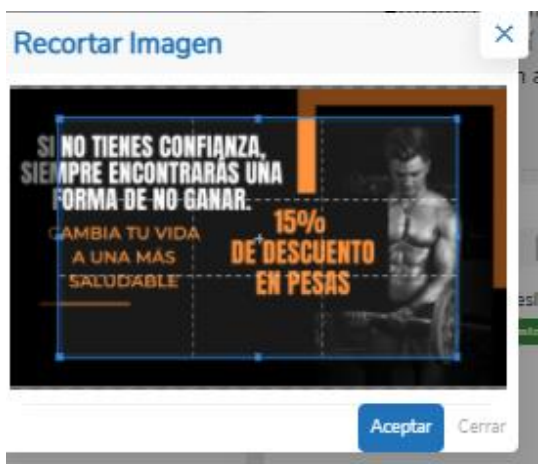 Recortar Imagen
SI NO TIENES CONFIANZA,
SIEMPRE ENCONTRARÁS UNA
FORMA DE NO GANAR.
CAMBIA TU VIDA
A UNA MÁS
SALUDABLE
15%
DE DESCUENTO
EN PESAS
Aceptar
Cerrar